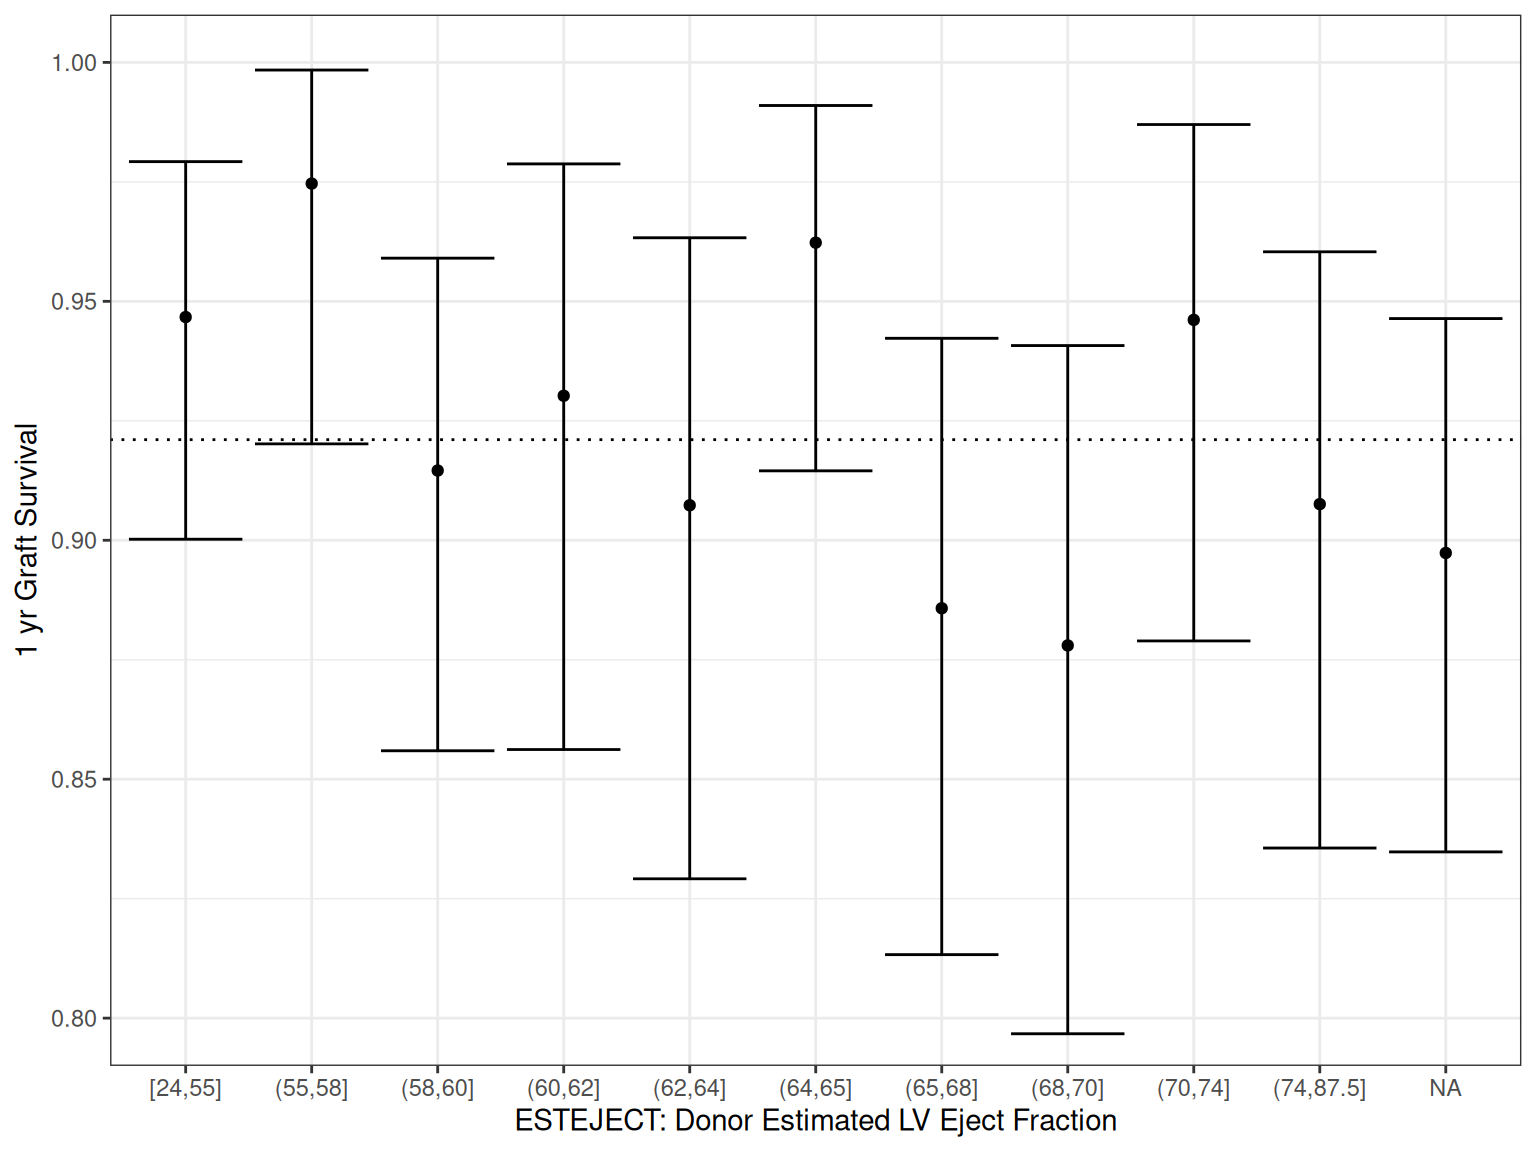 1.00
0.95
0.90
0.85
0.80
1 yr Graft Survival
[24,55] (55,58] (58,60] (60,62] (62,64] (64,65] (65,68] (68,70] (70,74] (74,87.5] NA
ESTEJECT: Donor Estimated LV Eject Fraction